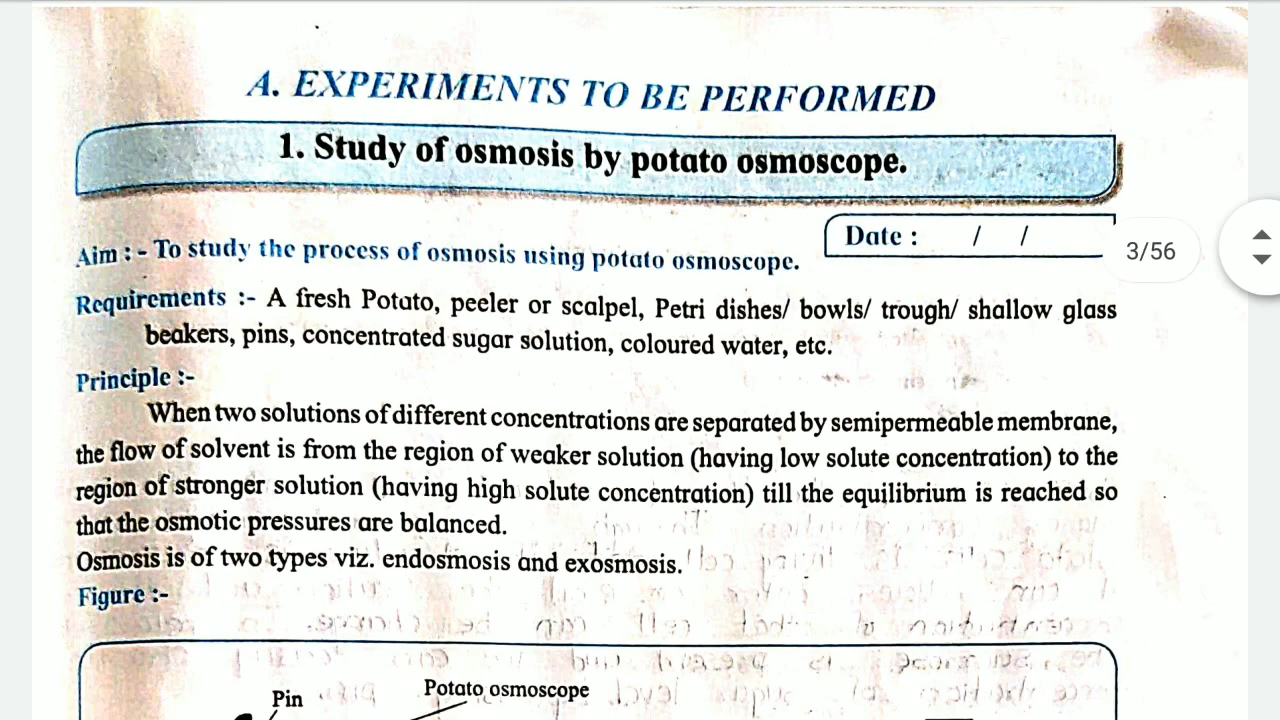 A. EXPERIMENTS TO BE PERFORMED
1. Study of osmosis by potato osmoscope.
Date : / /
Aim : - To study the process of osmosis using potato osmoscope.
3/56
Requirements :- A fresh Potato, peeler or scalpel, Petri dishes/ bowls/ trough/ shallow glass
beakers, pins, concentrated sugar solution, coloured water, etc.
Principle :-
When two solutions of different concentrations are separated by semipermeable membrane,
the flow of solvent is from the region of weaker solution (having low solute concentration) to the
region of stronger solution (having high solute concentration) till the equilibrium is reached so
that the osmotic pressures are balanced.
Osmosis is of two types viz. endosmosis and exosmosis.
Figure :-
Pin
Potato osmoscope